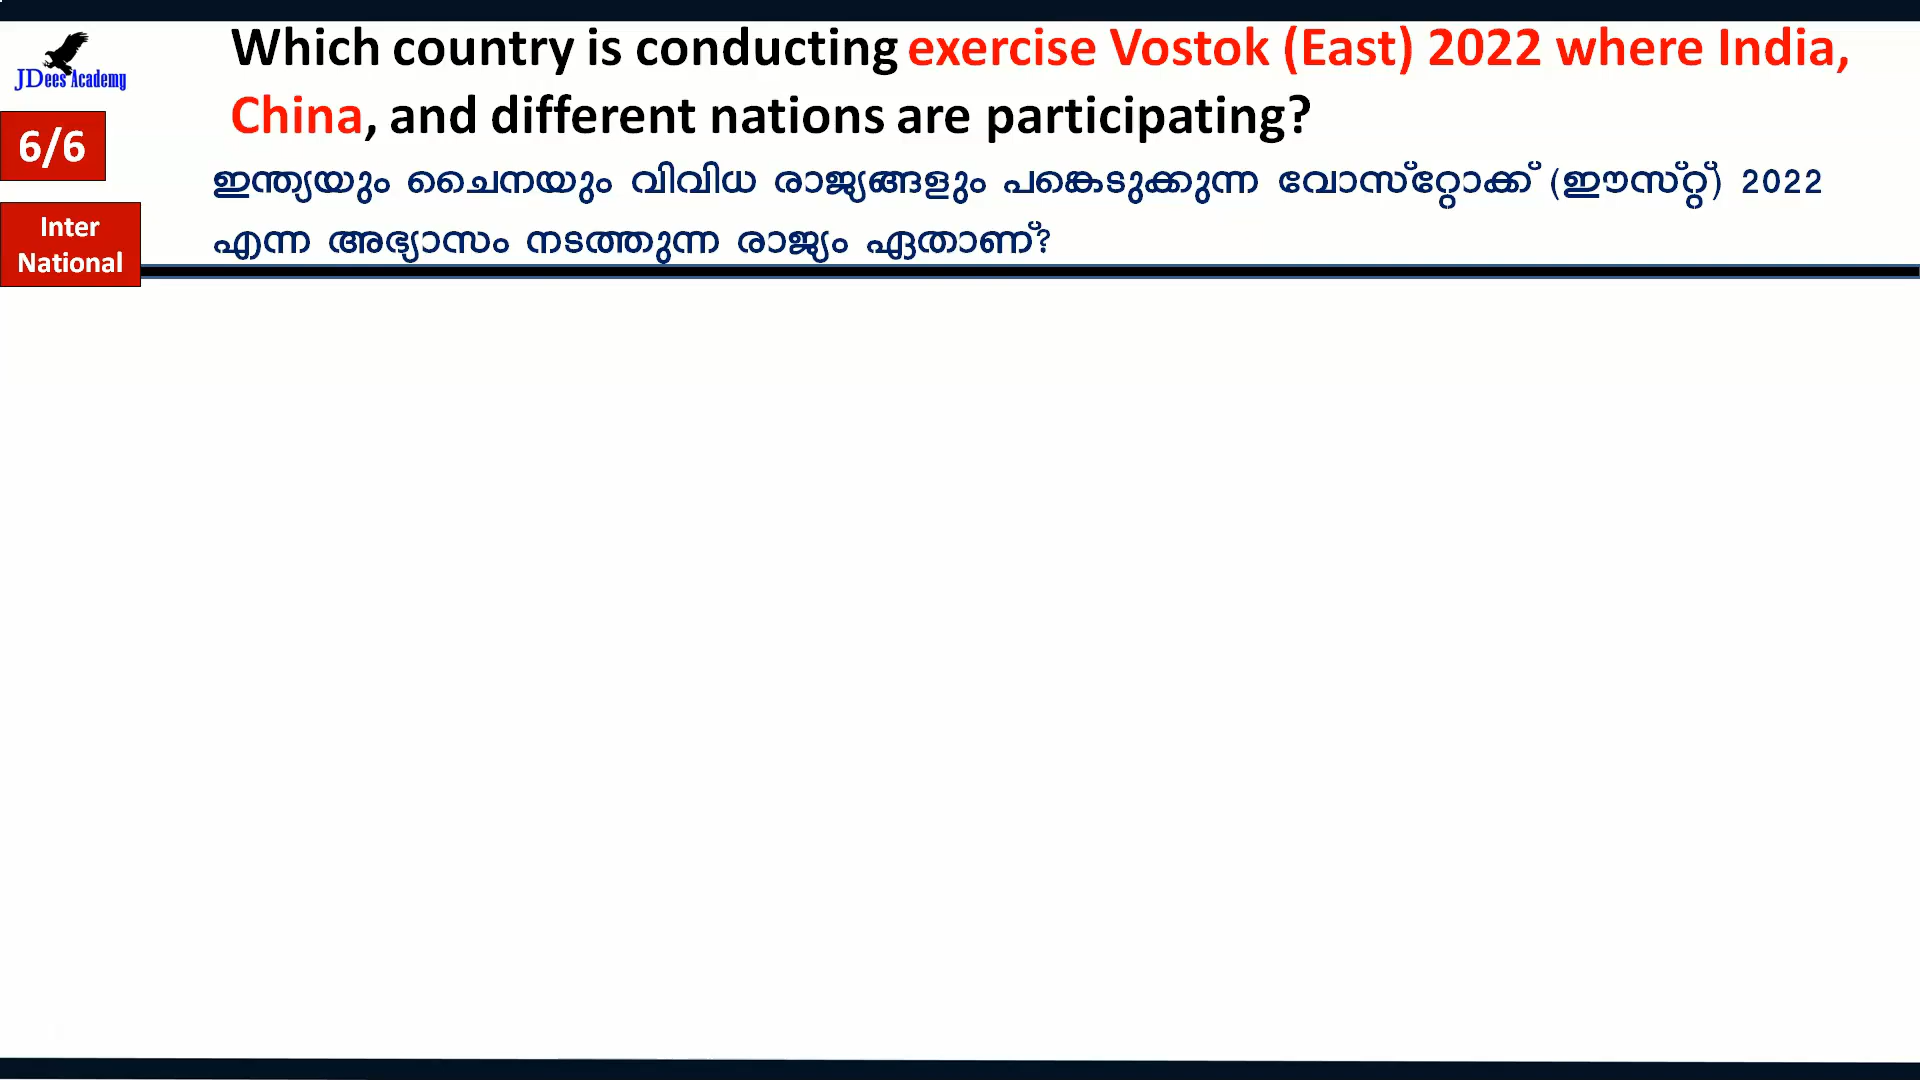 JDees Academy
Which country is conducting exercise Vostok (East) 2022 where India,
China, and different nations are participating?
6/6
ഇന്ത്യയും ചൈനയും വിവിധ രാജ്യങ്ങളും പങ്കെടുക്കുന്ന വോസ്റ്റോക്ക് (ഈസ്റ്റ്) 2022
എന്ന അഭ്യാസം നടത്തുന്ന രാജ്യം ഏതാണ്?
Inter
National